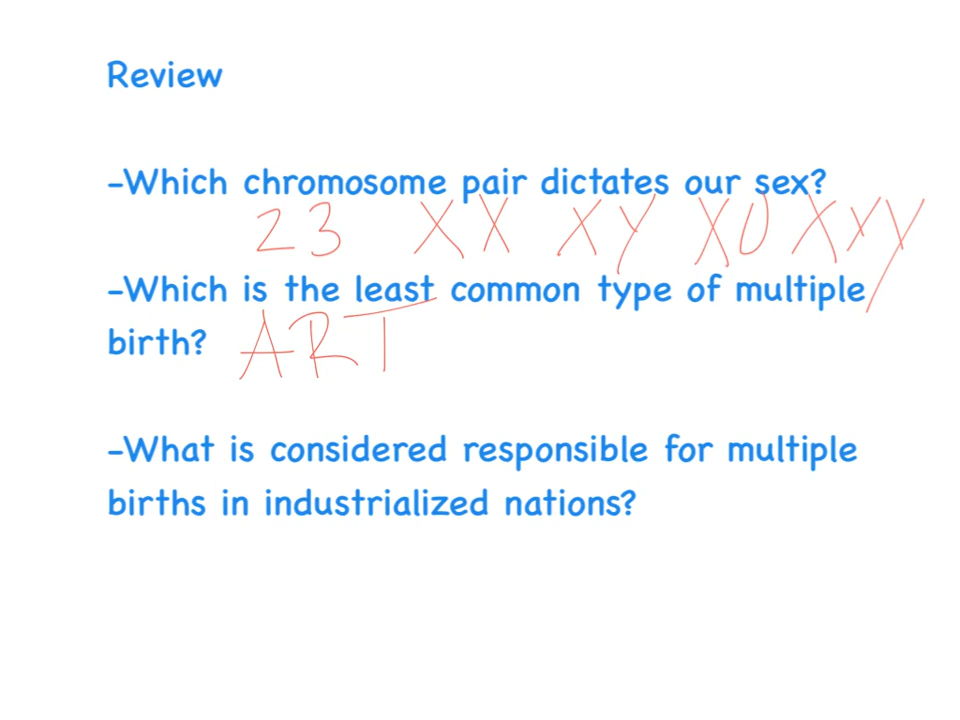 Review
-Which chromosome pair dictates our sex?
23 XX XY XO XXY
-Which is the least common type of multiple
birth? ART
-What is considered responsible for multiple
births in industrialized nations?